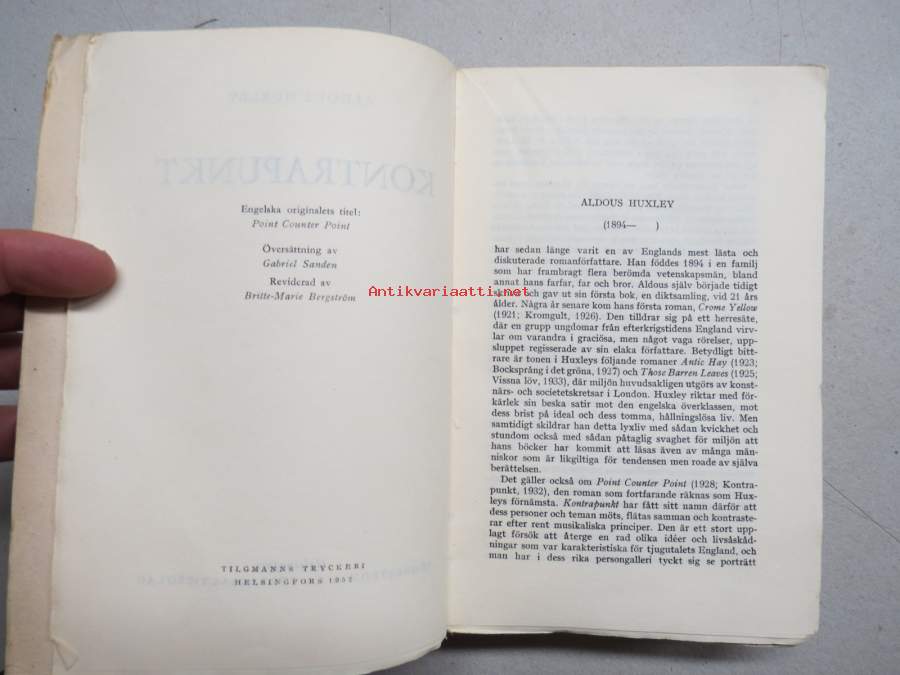 KONTRAPUNKT
Engelska originalets titel:
Point Counter Point
Översättning av
Gabriel Sanden
Reviderad av
Britte-Marie Bergström
TILGMANNS TRYCKERI
HELSINGFORS 1952
Antikvariaatti.net
ALDOUS HUXLEY
(1894— )
har sedan länge varit en av Englands mest lästa och
diskuterade romanförfattare. Han föddes 1894 i en familj
som har frambragt flera berömda vetenskapsmän, bland
annat hans farfar, far och bror. Aldous själv började tidigt
skriva och gav ut sin första bok, en diktsamling, vid 21 års
ålder. Några år senare kom hans första roman, Crome Yellow
(1921; Kromgult, 1926). Den tilldrar sig på ett herresäte,
där en grupp ungdomar från efterkrigstidens England virv-
lar om varandra i graciösa, men något vaga rörelser, upp-
sluppet regisserade av sin elaka författare. Betydligt bitt-
rare är tonen i Huxleys följande romaner Antic Hay (1923;
Bocksprång i det gröna, 1927) och Those Barren Leaves (1925;
Vissna löv, 1933), där miljön huvudsakligen utgörs av konst-
närs- och societetskretsar i London. Huxley riktar med för-
kärlek sin beska satir mot den engelska överklassen, mot
dess brist på ideal och dess tomma, hållningslösa liv. Men
samtidigt skildrar han detta lyxliv med sådan kvickhet och
stundom också med sådan påtaglig svaghet för miljön att
hans böcker har kommit att läsas även av många män-
niskor som är likgiltiga för tendensen men roade av själva
berättelsen.
Det gäller också om Point Counter Point (1928; Kontra-
punkt, 1932), den roman som fortfarande räknas som Hux-
leys förnämsta. Kontrapunkt har fått sitt namn därför att
dess personer och teman möts, flätas samman och kontraste-
rar efter rent musikaliska principer. Den är ett stort upp-
lagt försök att återge en rad olika idéer och livsåskåd-
ningar som var karakteristiska för tjugutalets England, och
man har i dess rika persongalleri tyckt sig se porträtt